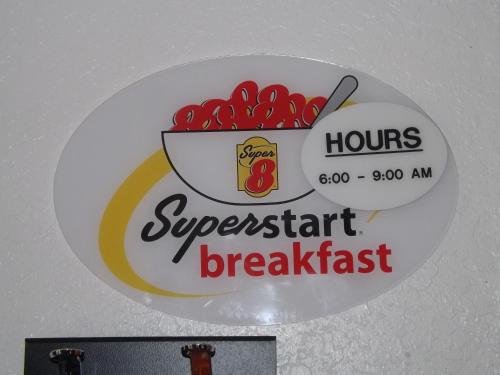 Super
8
HOURS
6:00 - 9:00 AM
Superstart
breakfast